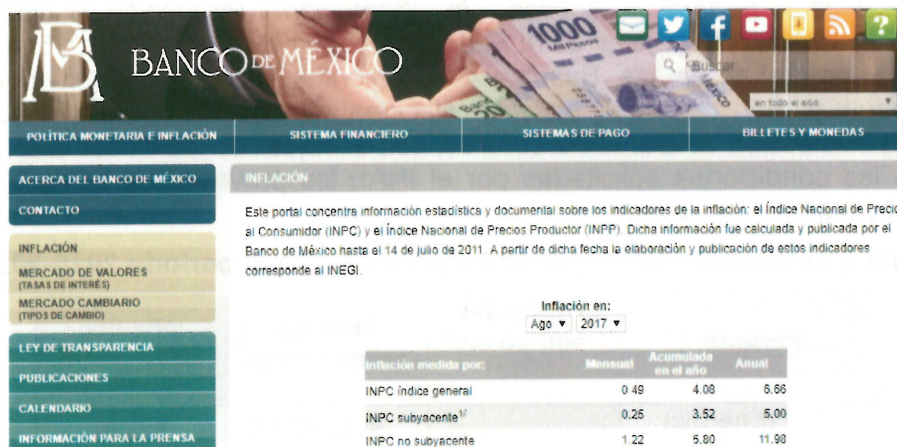 BANCO DE MÉXICO
1000
Mil Pesos
Buscar...
en todo el sitio
POLÍTICA MONETARIA E INFLACIÓN
SISTEMA FINANCIERO
SISTEMAS DE PAGO
BILLETES Y MONEDAS
ACERCA DEL BANCO DE MÉXICO
CONTACTO
INFLACIÓN
MERCADO DE VALORES
(TASAS DE INTERÉS)
MERCADO CAMBIARIO
(TIPOS DE CAMBIO)
LEY DE TRANSPARENCIA
PUBLICACIONES
CALENDARIO
INFORMACIÓN PARA LA PRENSA
INFLACIÓN
Este portal concentra información estadística y documental sobre los indicadores de la inflación: el Índice Nacional de Precio
al Consumidor (INPC) y el Índice Nacional de Precios Productor (INPP). Dicha información fue calculada y publicada por el
Banco de México hasta el 14 de julio de 2011. A partir de dicha fecha la elaboración y publicación de estos indicadores
corresponde al INEGI.
Inflación en:
Ago 2017
Inflación medida por: Mensual Acumulada en el año Anual
INPC índice general 0.49 4.08 6.66
INPC subyacente 1/ 0.25 3.52 5.00
INPC no subyacente 1.22 5.80 11.98